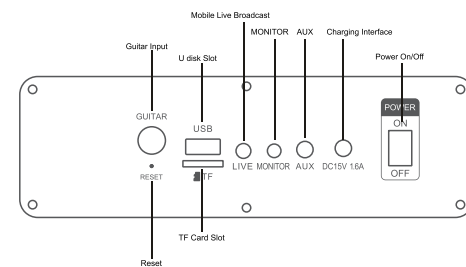 Mobile Live Broadcast
MONITOR AUX Charging Interface
Guitar Input
U disk Slot
Power On/Off
POWER
ON
GUITAR
USB
LIVE MONITOR AUX DC15V 1.6A
RESET
TF
OFF
TF Card Slot
Reset